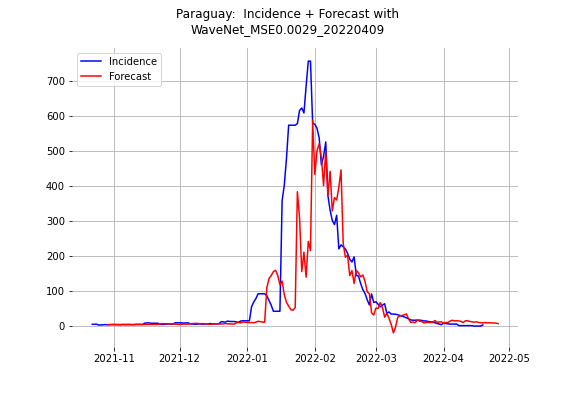 Paraguay:  Incidence + Forecast with
WaveNet_MSE0.0029_20220409
Incidence
Forecast
700
600
500
400
300
200
100
0
2021-11 2021-12 2022-01 2022-02 2022-03 2022-04 2022-05